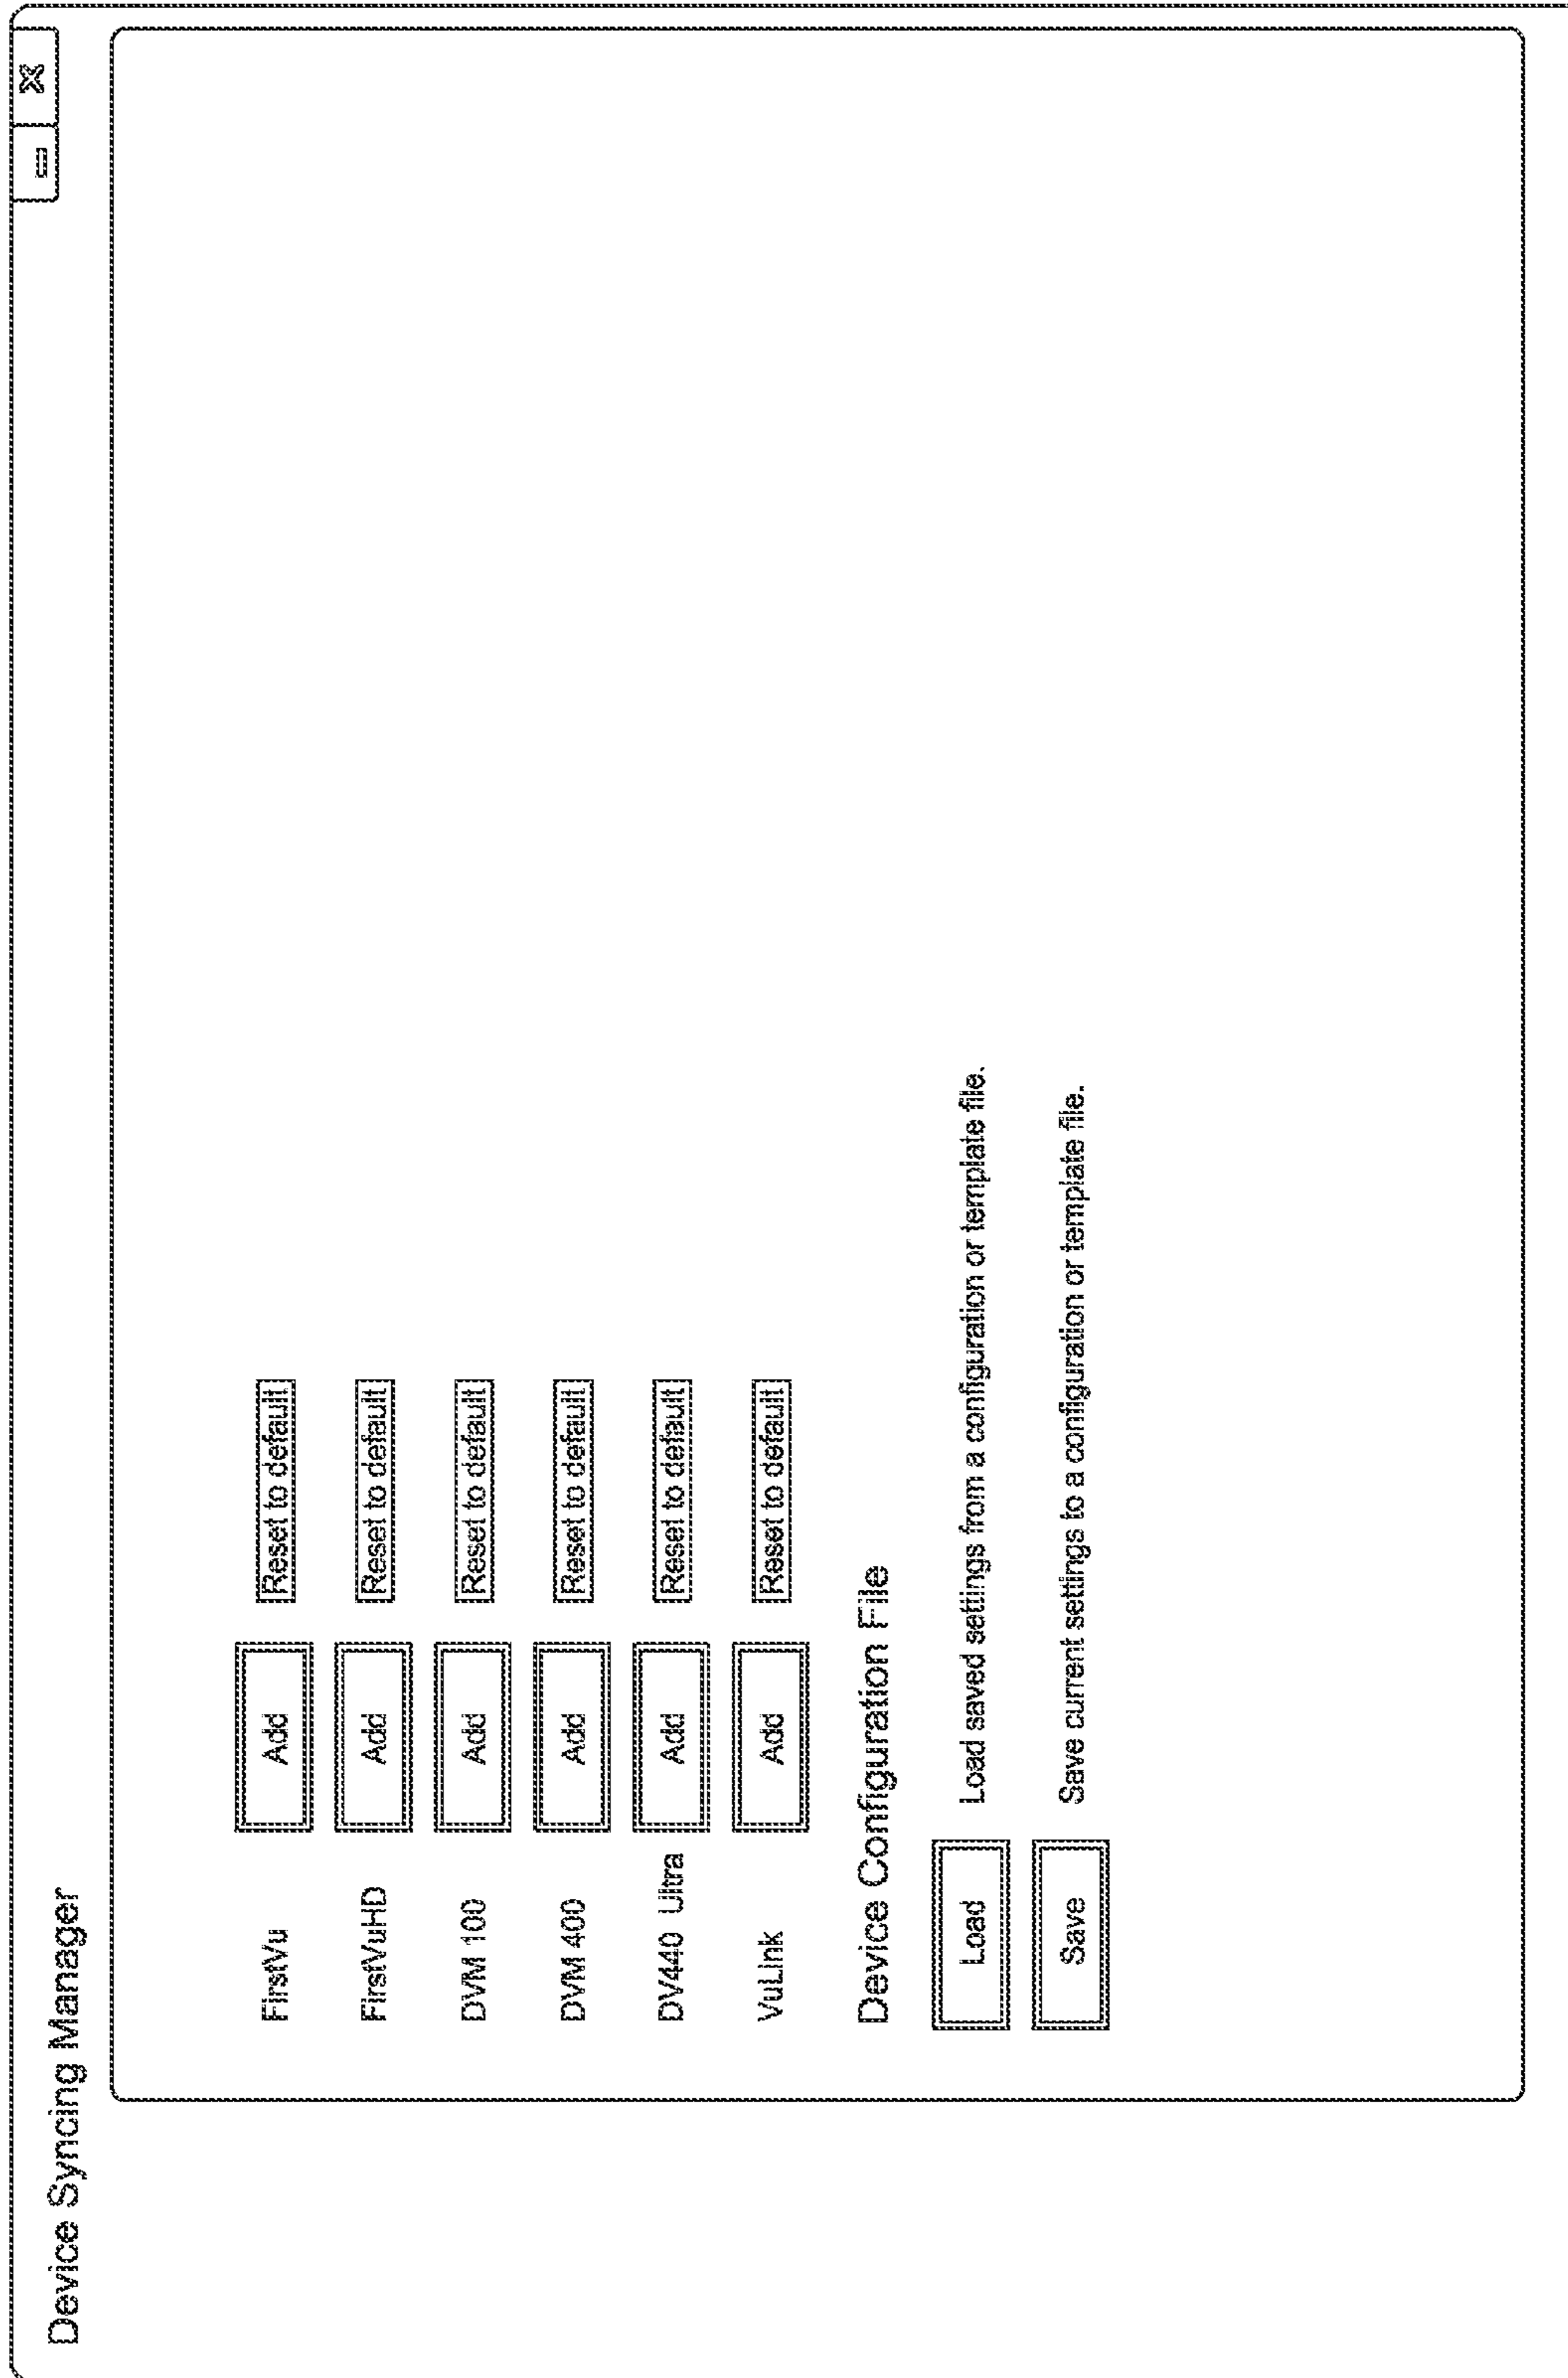 Device Syncing Manager
X
FirstVu Add Reset to default
FirstVuHD Add Reset to default
DVM 100 Add Reset to default
DVM 400 Add Reset to default
DV440 Ultra Add Reset to default
VuLink Add Reset to default
Device Configuration File
Load Load saved settings from a configuration or template file.
Save Save current settings to a configuration or template file.